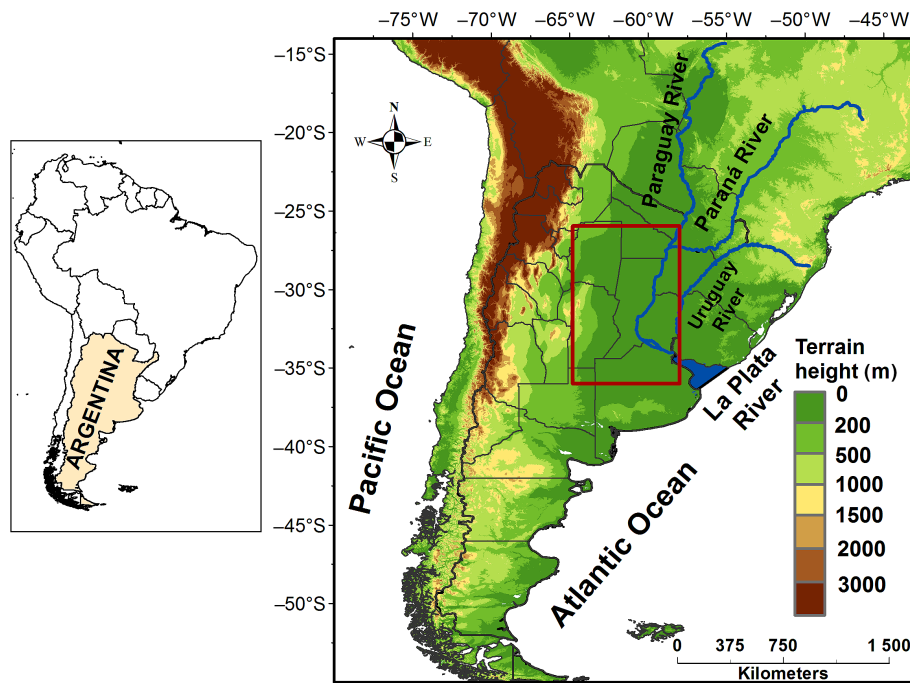 −75°W −70°W −65°W −60°W −55°W −50°W −45°W
−15°S
−20°S
−25°S
−30°S
−35°S
−40°S
−45°S
−50°S
N
W E
S
Paraguay River
Paraná River
Uruguay
River
La Plata
River
Pacific Ocean
Atlantic Ocean
ARGENTINA
Terrain
height (m)
0
200
500
1000
1500
2000
3000
0 375 750 1 500
Kilometers